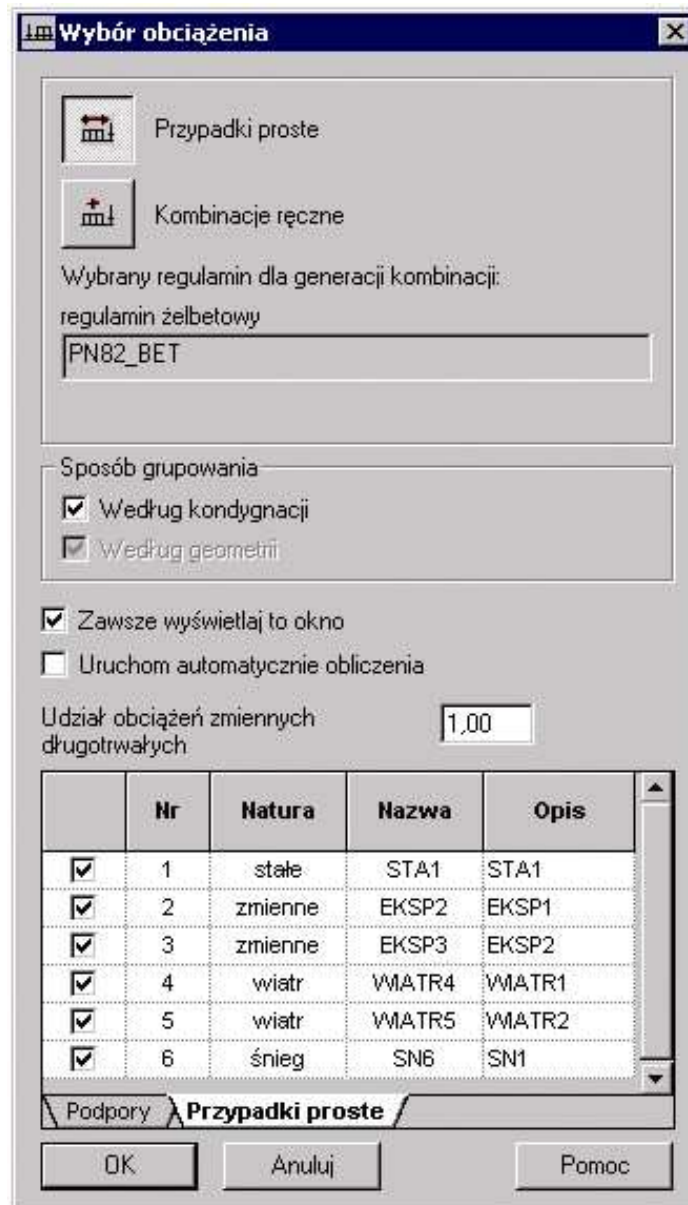 Wybór obciążenia
Przypadki proste
Kombinacje ręczne
Wybrany regulamin dla generacji kombinacji:
regulamin żelbetowy
PN82_BET
Sposób grupowania
Według kondygnacji
Według geometrii
Zawsze wyświetlaj to okno
Uruchom automatycznie obliczenia
Udział obciążeń zmiennych
długotrwałych
1,00
Nr Natura Nazwa Opis
1 stałe STA1 STA1
2 zmienne EKSP2 EKSP1
3 zmienne EKSP3 EKSP2
4 wiatr WIATR4 WIATR1
5 wiatr WIATR5 WIATR2
6 śnieg SN6 SN1
Podpory Przypadki proste
OK Anuluj Pomoc